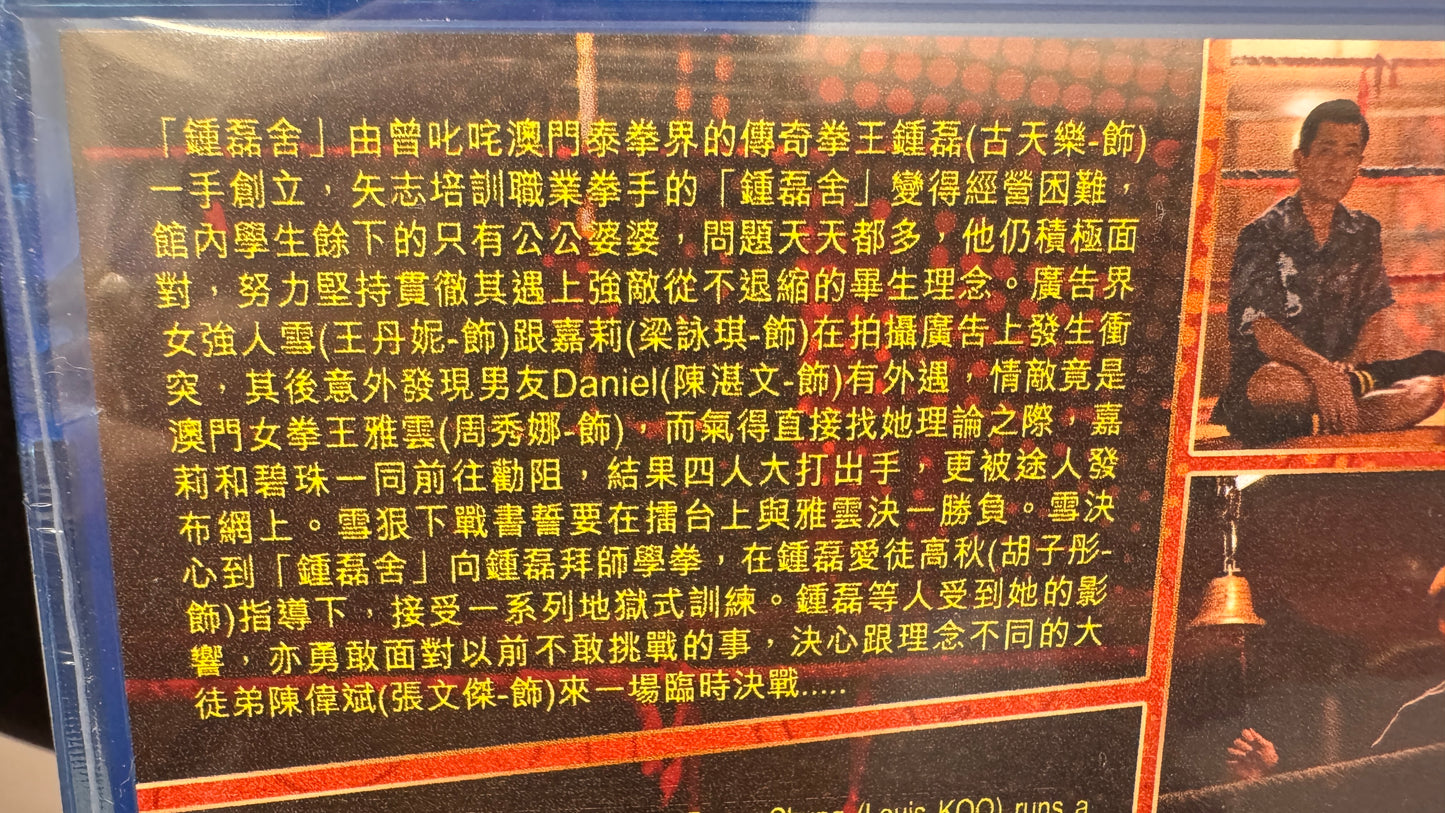 「鍾磊舍」由曾叱咤澳門泰拳界的傳奇拳王鍾磊(古天樂-飾)
一手創立，矢志培訓職業拳手的「鍾磊舍」變得經營困難，
館內學生餘下的只有公公婆婆，問題天天都多，他仍積極面
對，努力堅持貫徹其遇上強敵從不退縮的畢生理念。廣告界
女強人雪(王丹妮-飾)跟嘉莉(梁詠琪-飾)在拍攝廣告上發生衝
突，其後意外發現男友Daniel(陳湛文-飾)有外遇，情敵竟是
澳門女拳王雅雲(周秀娜-飾)，而氣得直接找她理論之際，嘉
莉和碧珠一同前往勸阻，結果四人大打出手，更被途人發
布網上。雪狠下戰書誓要在擂台上與雅雲決一勝負。雪決
心到「鍾磊舍」向鍾磊拜師學拳，在鍾磊愛徒高秋(胡子彤-
飾)指導下，接受一系列地獄式訓練。鍾磊等人受到她的影
響，亦勇敢面對以前不敢挑戰的事，決心跟理念不同的大
徒弟陳偉斌(張文傑-飾)來一場臨時決戰.....
(Louis KOO) runs a